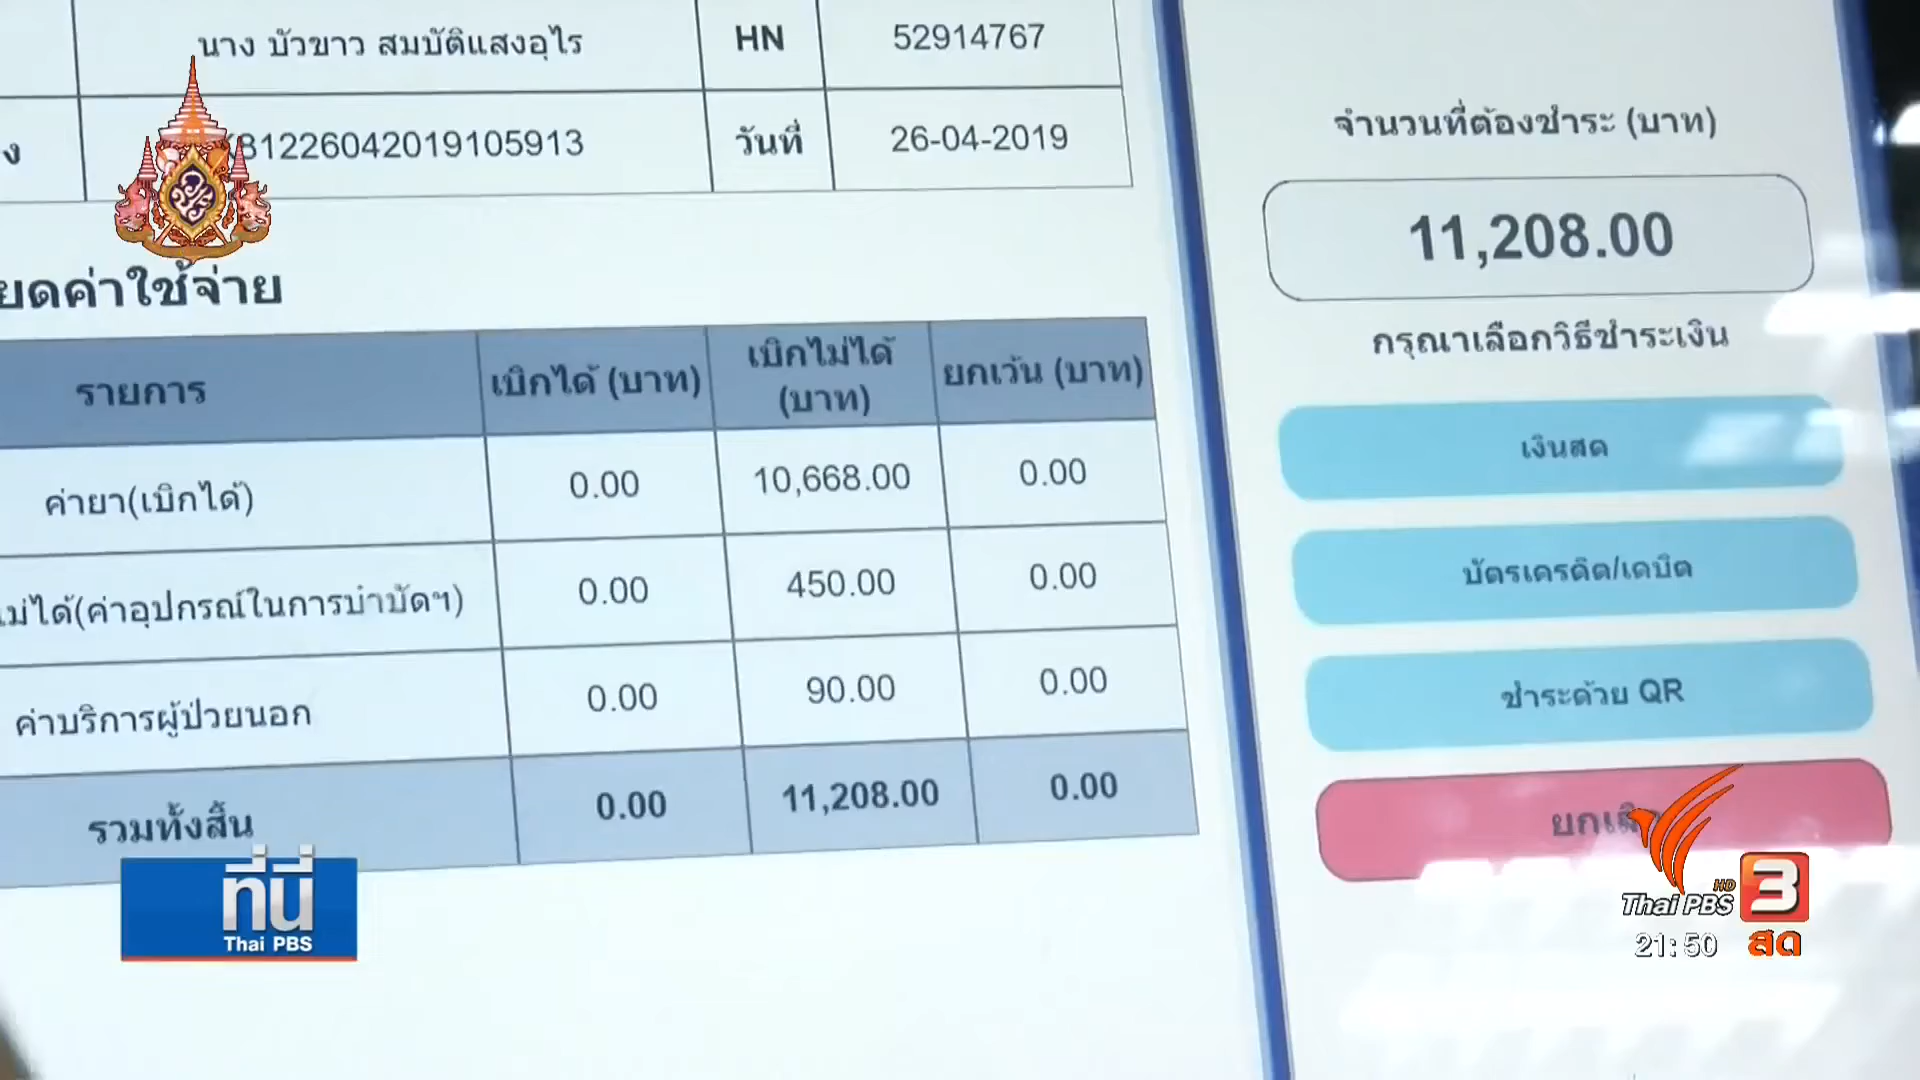 นาง บัวขาว สมบัติแสงอุไร HN 52914767
ง 81226042019105913 วันที่ 26-04-2019
ยดค่าใช้จ่าย
รายการ เบิกได้ (บาท) เบิกไม่ได้ (บาท) ยกเว้น (บาท)
ค่ายา(เบิกได้) 0.00 10,668.00 0.00
ม่ได้(ค่าอุปกรณ์ในการบำบัดฯ) 0.00 450.00 0.00
ค่าบริการผู้ป่วยนอก 0.00 90.00 0.00
รวมทั้งสิ้น 0.00 11,208.00 0.00
จำนวนที่ต้องชำระ (บาท)
11,208.00
กรุณาเลือกวิธีชำระเงิน
เงินสด
บัตรเครดิต/เดบิต
ชำระด้วย QR
ยกเลิก
ที่นี่
Thai PBS
Thai PBS HD 3
21:50 สด